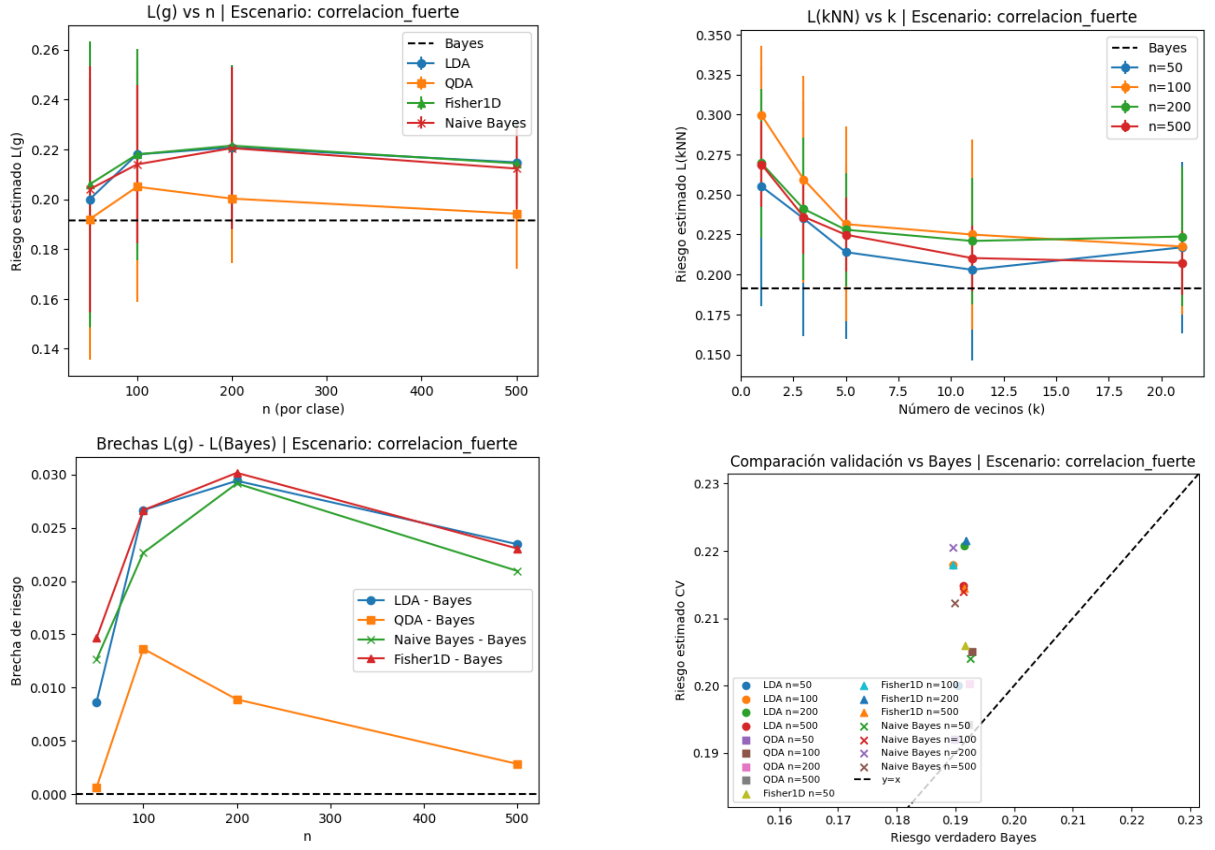 L(g) vs n | Escenario: correlacion_fuerte
Riesgo estimado L(g)
0.26
0.24
0.22
0.20
0.18
0.16
0.14
Bayes
LDA
QDA
Fisher1D
Naive Bayes
100
200
300
400
500
n (por clase)
L(kNN) vs k | Escenario: correlacion_fuerte
Riesgo estimado L(kNN)
0.350
0.325
0.300
0.275
0.250
0.225
0.200
0.175
0.150
Bayes
n=50
n=100
n=200
n=500
0.0
2.5
5.0
7.5
10.0
12.5
15.0
17.5
20.0
Número de vecinos (k)
Brechas L(g) - L(Bayes) | Escenario: correlacion_fuerte
Brecha de riesgo
0.030
0.025
0.020
0.015
0.010
0.005
0.000
LDA - Bayes
QDA - Bayes
Naive Bayes - Bayes
Fisher1D - Bayes
100
200
300
400
500
n
Comparación validación vs Bayes | Escenario: correlacion_fuerte
Riesgo estimado CV
0.23
0.22
0.21
0.20
0.19
LDA n=50
LDA n=100
LDA n=200
LDA n=500
QDA n=50
QDA n=100
QDA n=200
QDA n=500
Fisher1D n=50
Fisher1D n=100
Fisher1D n=200
Fisher1D n=500
Naive Bayes n=50
Naive Bayes n=100
Naive Bayes n=200
Naive Bayes n=500
y=x
0.16
0.17
0.18
0.19
0.20
0.21
0.22
0.23
Riesgo verdadero Bayes